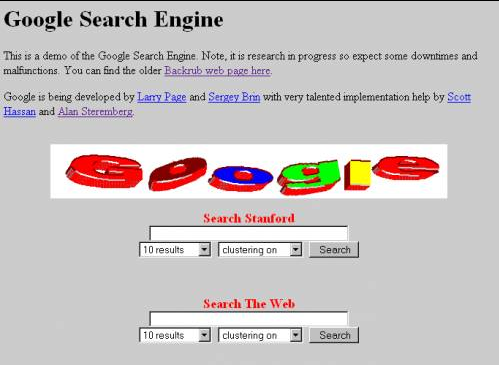 Google Search Engine
This is a demo of the Google Search Engine. Note, it is research in progress so expect some downtimes and
malfunctions. You can find the older Backrub web page here.
Google is being developed by Larry Page and Sergey Brin with very talented implementation help by Scott
Hassan and Alan Steremberg.
Google
Search Stanford
10 results clustering on Search
Search The Web
10 results clustering on Search